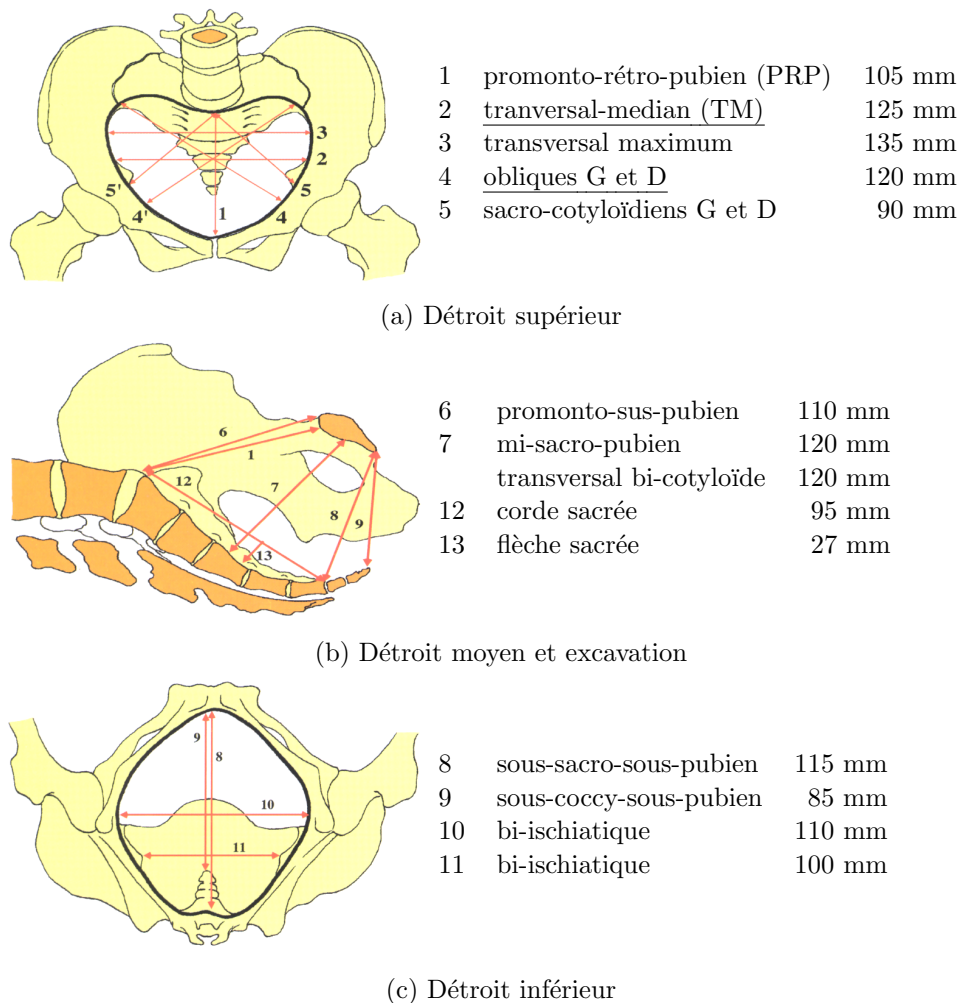 1 promonto-rétro-pubien (PRP) 105 mm
2 tranversal-median (TM) 125 mm
3 transversal maximum 135 mm
4 obliques G et D 120 mm
5 sacro-cotyloïdiens G et D 90 mm
3
2
5' 5
4' 1 4
(a) Détroit supérieur
6 promonto-sus-pubien 110 mm
7 mi-sacro-pubien 120 mm
transversal bi-cotyloïde 120 mm
12 corde sacrée 95 mm
13 flèche sacrée 27 mm
6
1
12
7
8
9
13
(b) Détroit moyen et excavation
8 sous-sacro-sous-pubien 115 mm
9 sous-coccy-sous-pubien 85 mm
10 bi-ischiatique 110 mm
11 bi-ischiatique 100 mm
9
8
10
11
(c) Détroit inférieur